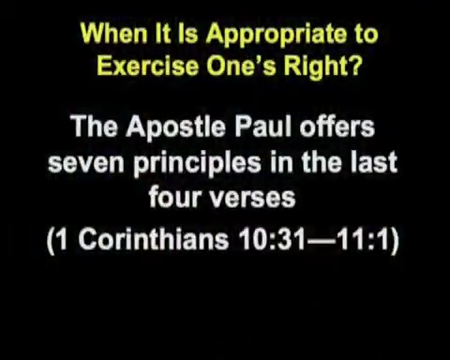 When It Is Appropriate to
Exercise One's Right?
The Apostle Paul offers
seven principles in the last
four verses
(1 Corinthians 10:31—11:1)